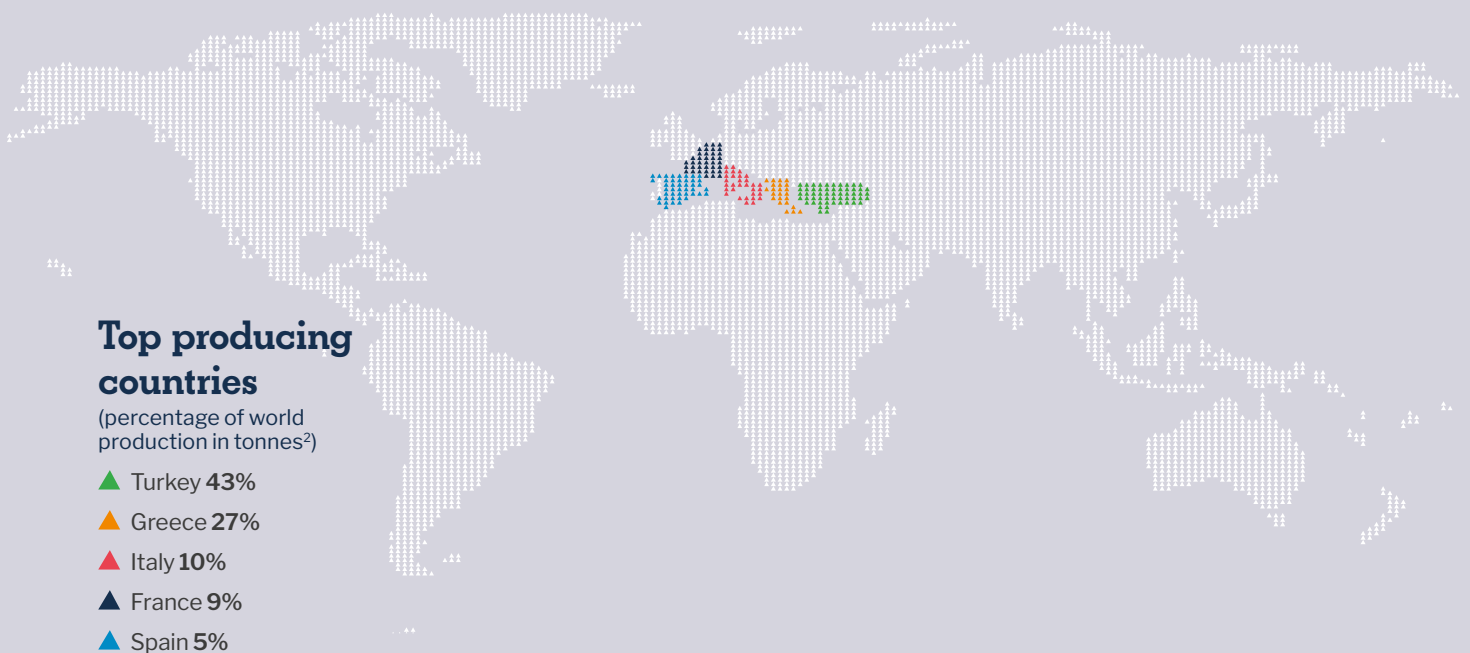 Top producing
countries
(percentage of world
production in tonnes²)
Turkey 43%
Greece 27%
Italy 10%
France 9%
Spain 5%